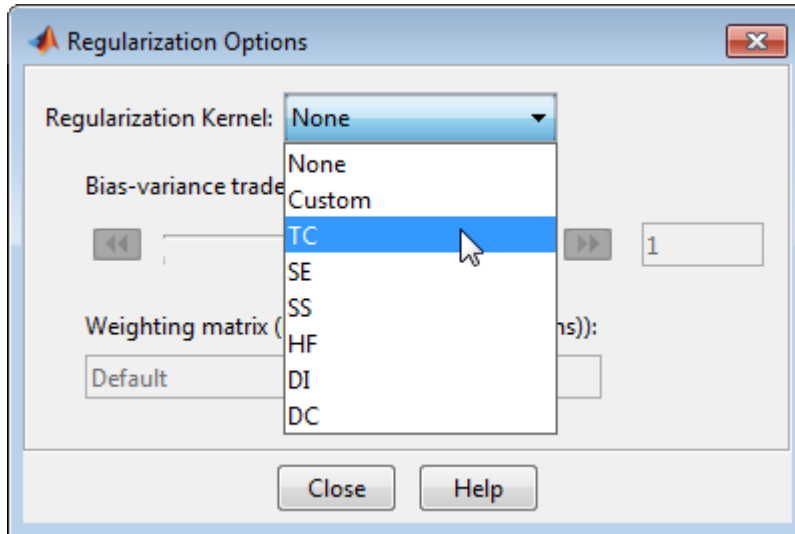 Regularization Options
Regularization Kernel: None
None
Bias-variance trade
Custom
TC
1
SE
SS
Weighting matrix ( ns)):
HF
Default
DI
DC
Close Help